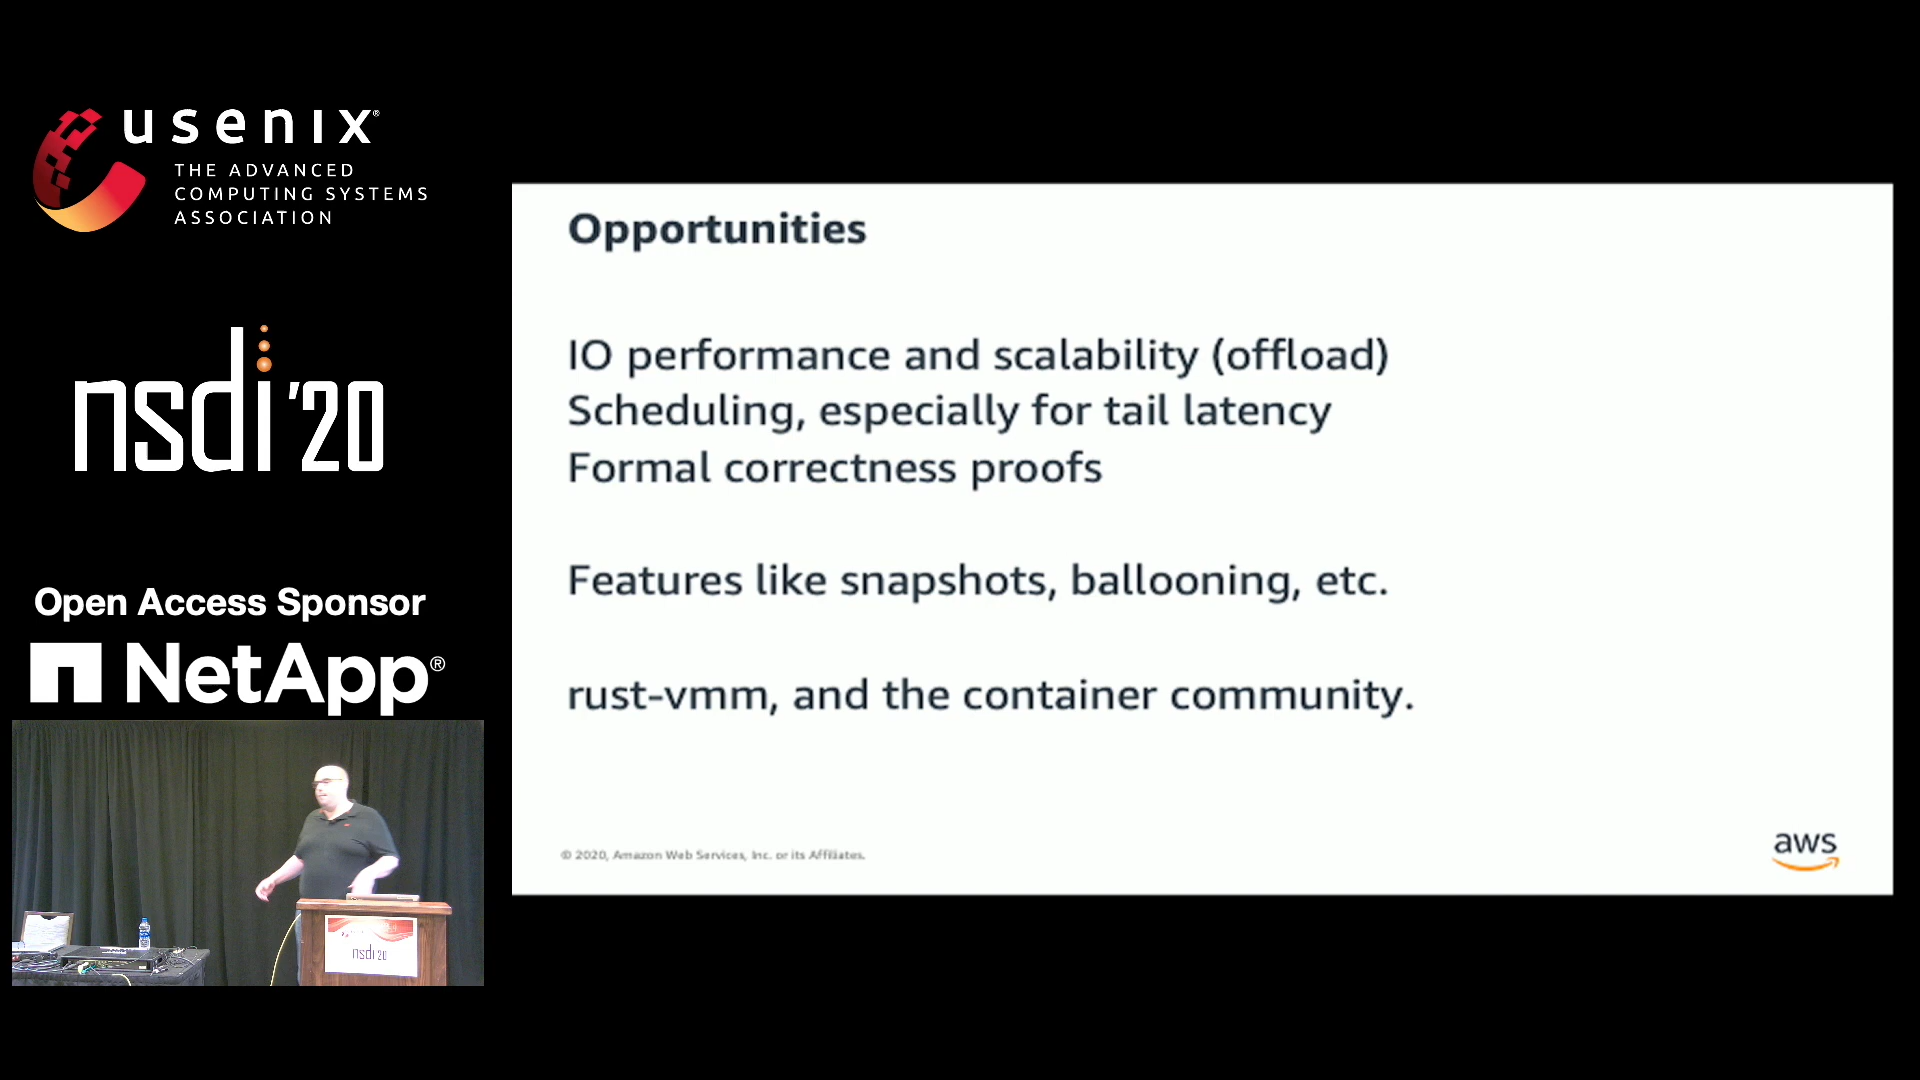 usenix®
THE ADVANCED
COMPUTING SYSTEMS
ASSOCIATION
nsdi '20
Open Access Sponsor
NetApp®
nsdi '20
Opportunities
IO performance and scalability (offload)
Scheduling, especially for tail latency
Formal correctness proofs
Features like snapshots, ballooning, etc.
rust-vmm, and the container community.
© 2020, Amazon Web Services, Inc. or its Affiliates.
aws